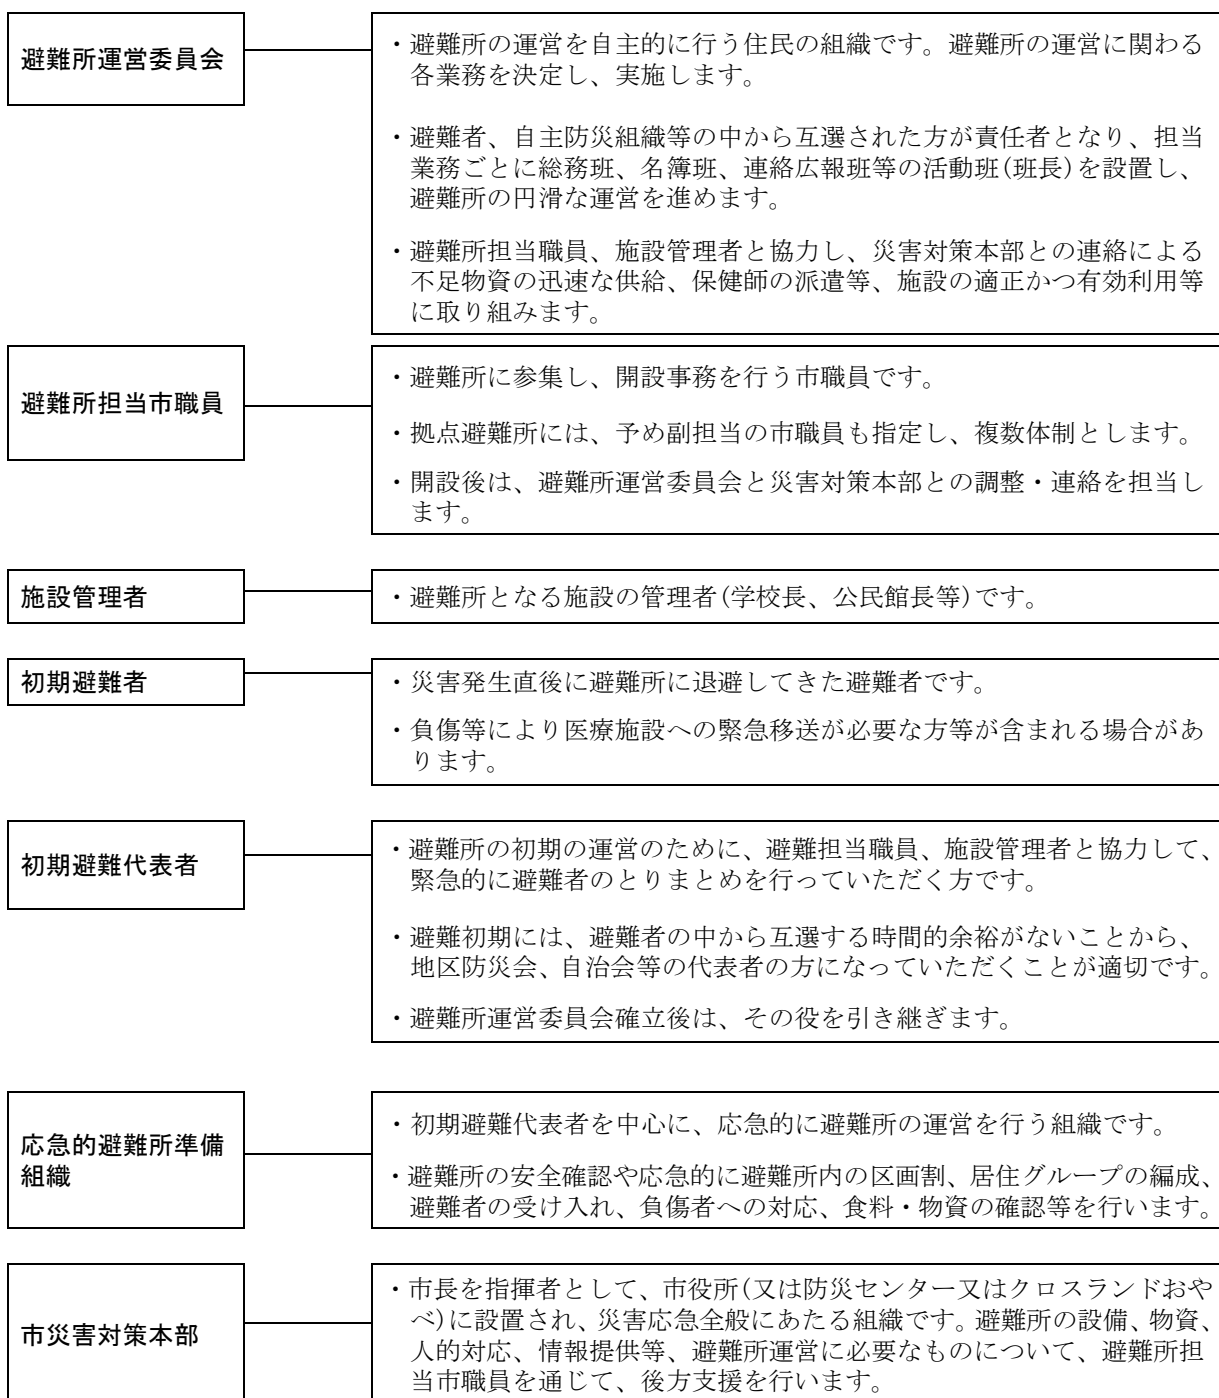 避難所運営委員会
・避難所の運営を自主的に行う住民の組織です。避難所の運営に関わる
各業務を決定し、実施します。
・避難者、自主防災組織等の中から互選された方が責任者となり、担当
業務ごとに総務班、名簿班、連絡広報班等の活動班(班長)を設置し、
避難所の円滑な運営を進めます。
・避難所担当職員、施設管理者と協力し、災害対策本部との連絡による
不足物資の迅速な供給、保健師の派遣等、施設の適正かつ有効利用等
に取り組みます。
避難所担当市職員
・避難所に参集し、開設事務を行う市職員です。
・拠点避難所には、予め副担当の市職員も指定し、複数体制とします。
・開設後は、避難所運営委員会と災害対策本部との調整・連絡を担当し
ます。
施設管理者
・避難所となる施設の管理者(学校長、公民館長等)です。
初期避難者
・災害発生直後に避難所に退避してきた避難者です。
・負傷等により医療施設への緊急移送が必要な方等が含まれる場合があ
ります。
初期避難代表者
・避難所の初期の運営のために、避難担当職員、施設管理者と協力して、
緊急的に避難者のとりまとめを行っていただく方です。
・避難初期には、避難者の中から互選する時間的余裕がないことから、
地区防災会、自治会等の代表者の方になっていただくことが適切です。
・避難所運営委員会確立後は、その役を引き継ぎます。
応急的避難所準備
組織
・初期避難代表者を中心に、応急的に避難所の運営を行う組織です。
・避難所の安全確認や応急的に避難所内の区画割、居住グループの編成、
避難者の受け入れ、負傷者への対応、食料・物資の確認等を行います。
市災害対策本部
・市長を指揮者として、市役所(又は防災センター又はクロスランドおや
べ)に設置され、災害応急全般にあたる組織です。避難所の設備、物資、
人的対応、情報提供等、避難所運営に必要なものについて、避難所担
当市職員を通じて、後方支援を行います。